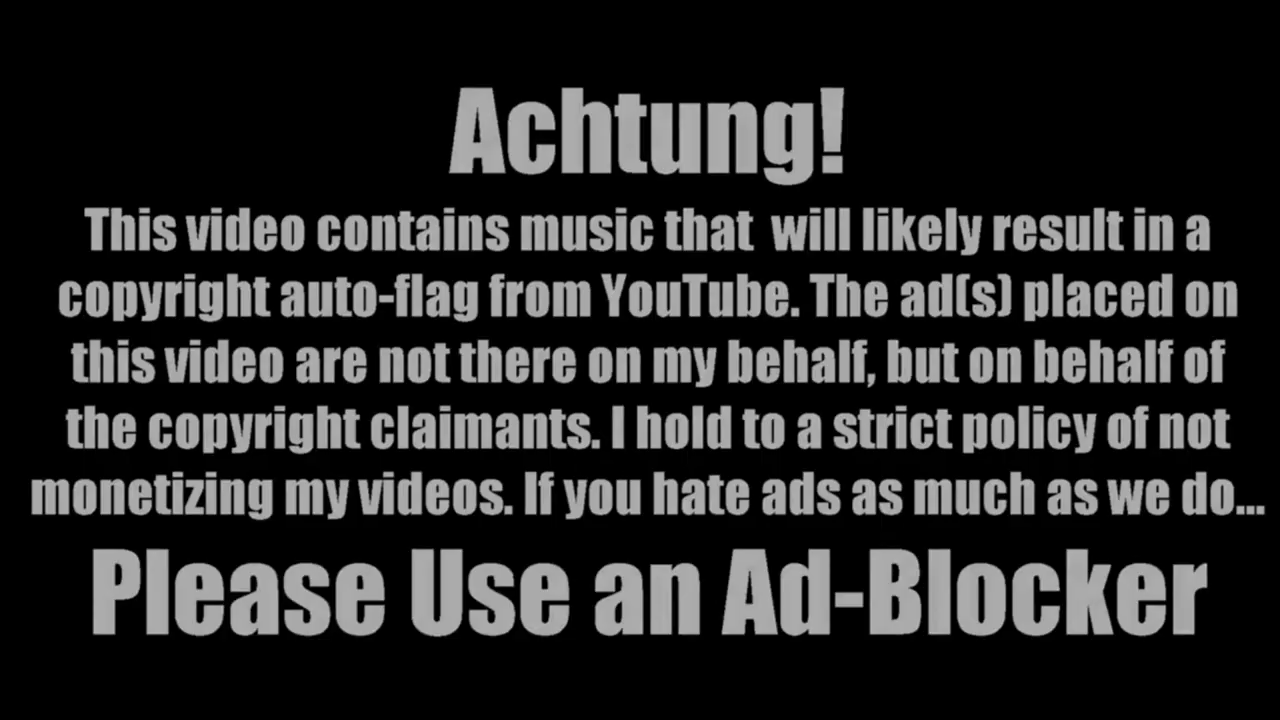 Achtung!
This video contains music that  will likely result in a
copyright auto-flag from YouTube. The ad(s) placed on
this video are not there on my behalf, but on behalf of
the copyright claimants. I hold to a strict policy of not
monetizing my videos. If you hate ads as much as we do...
Please Use an Ad-Blocker